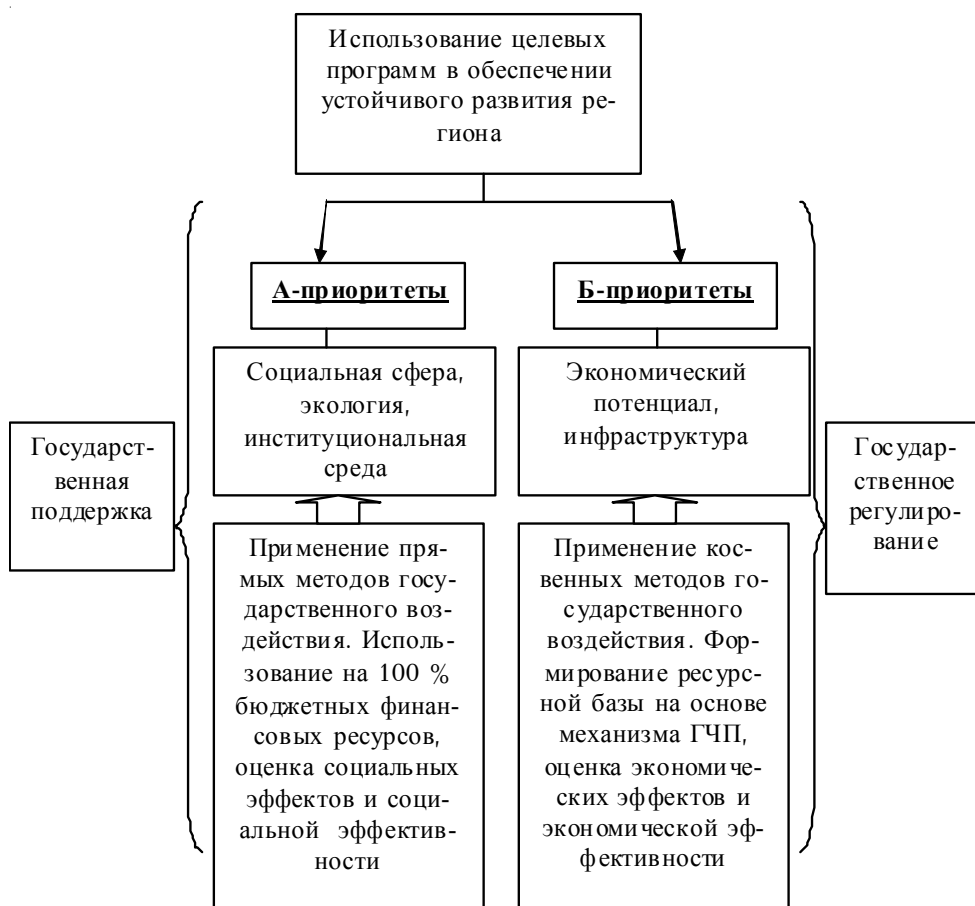 Использование целевых
программ в обеспечении
устойчивого развития ре-
гиона
А-приоритеты
Б-приоритеты
Социальная сфера,
экология,
институциональная
среда
Экономический
потенциал,
инфраструктура
Государст-
венная
поддержка
Государ-
ственное
регулиро-
вание
Применение пря-
мых методов госу-
дарственного воз-
действия. Исполь-
зование на 100 %
бюджетных финан-
совых ресурсов,
оценка социальных
эффектов и соци-
альной эффектив-
ности
Применение кос-
венных методов го-
сударственного
воздействия. Фор-
мирование ресурс-
ной базы на основе
механизма ГЧП,
оценка экономиче-
ских эффектов и
экономической эф-
фективности